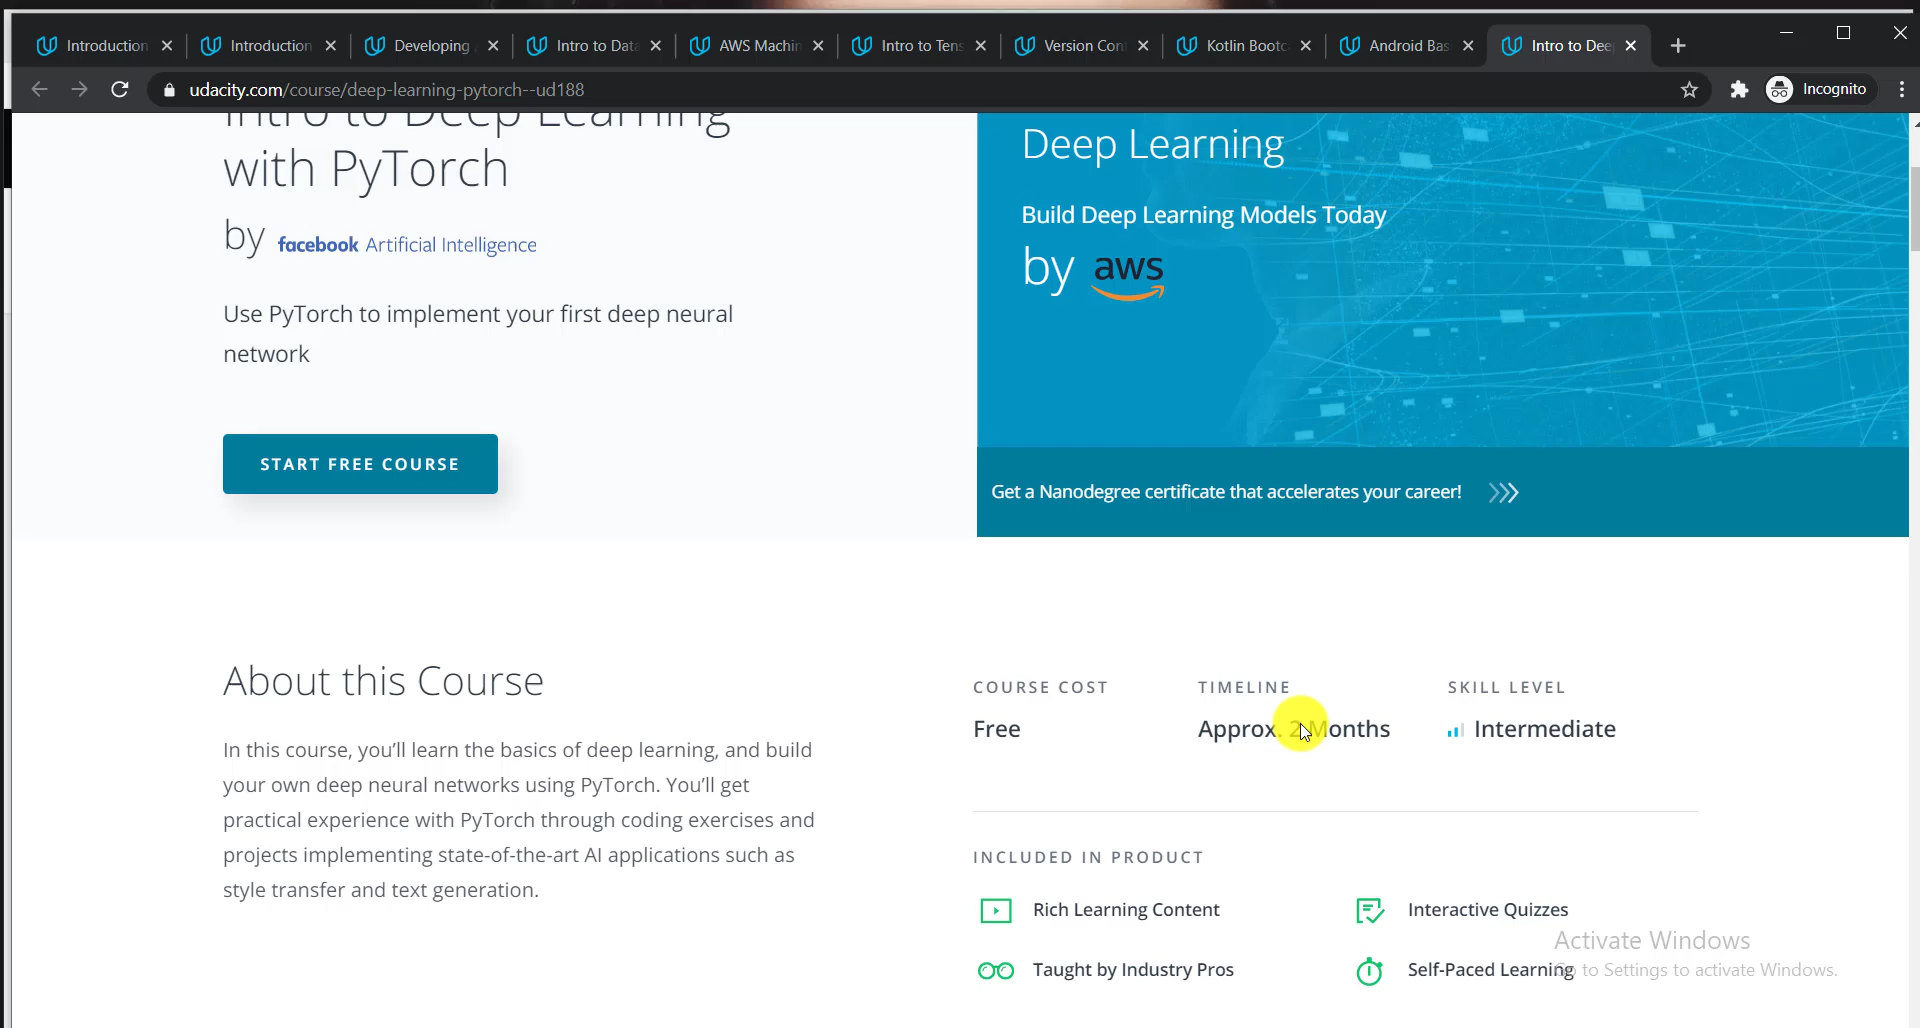 Introduction
Introduction
Developing
Intro to Data
AWS Machin
Intro to Tens
Version Cont
Kotlin Bootc
Android Bas
Intro to Deep
udacity.com/course/deep-learning-pytorch--ud188
Incognito
Intro to Deep Learning
with PyTorch
by facebook Artificial Intelligence
Use PyTorch to implement your first deep neural
network
START FREE COURSE
Deep Learning
Build Deep Learning Models Today
by aws
Get a Nanodegree certificate that accelerates your career!
About this Course
In this course, you'll learn the basics of deep learning, and build
your own deep neural networks using PyTorch. You'll get
practical experience with PyTorch through coding exercises and
projects implementing state-of-the-art AI applications such as
style transfer and text generation.
COURSE COST
Free
TIMELINE
Approx. 2 Months
SKILL LEVEL
Intermediate
INCLUDED IN PRODUCT
Rich Learning Content
Interactive Quizzes
Taught by Industry Pros
Self-Paced Learning
Activate Windows
Go to Settings to activate Windows.